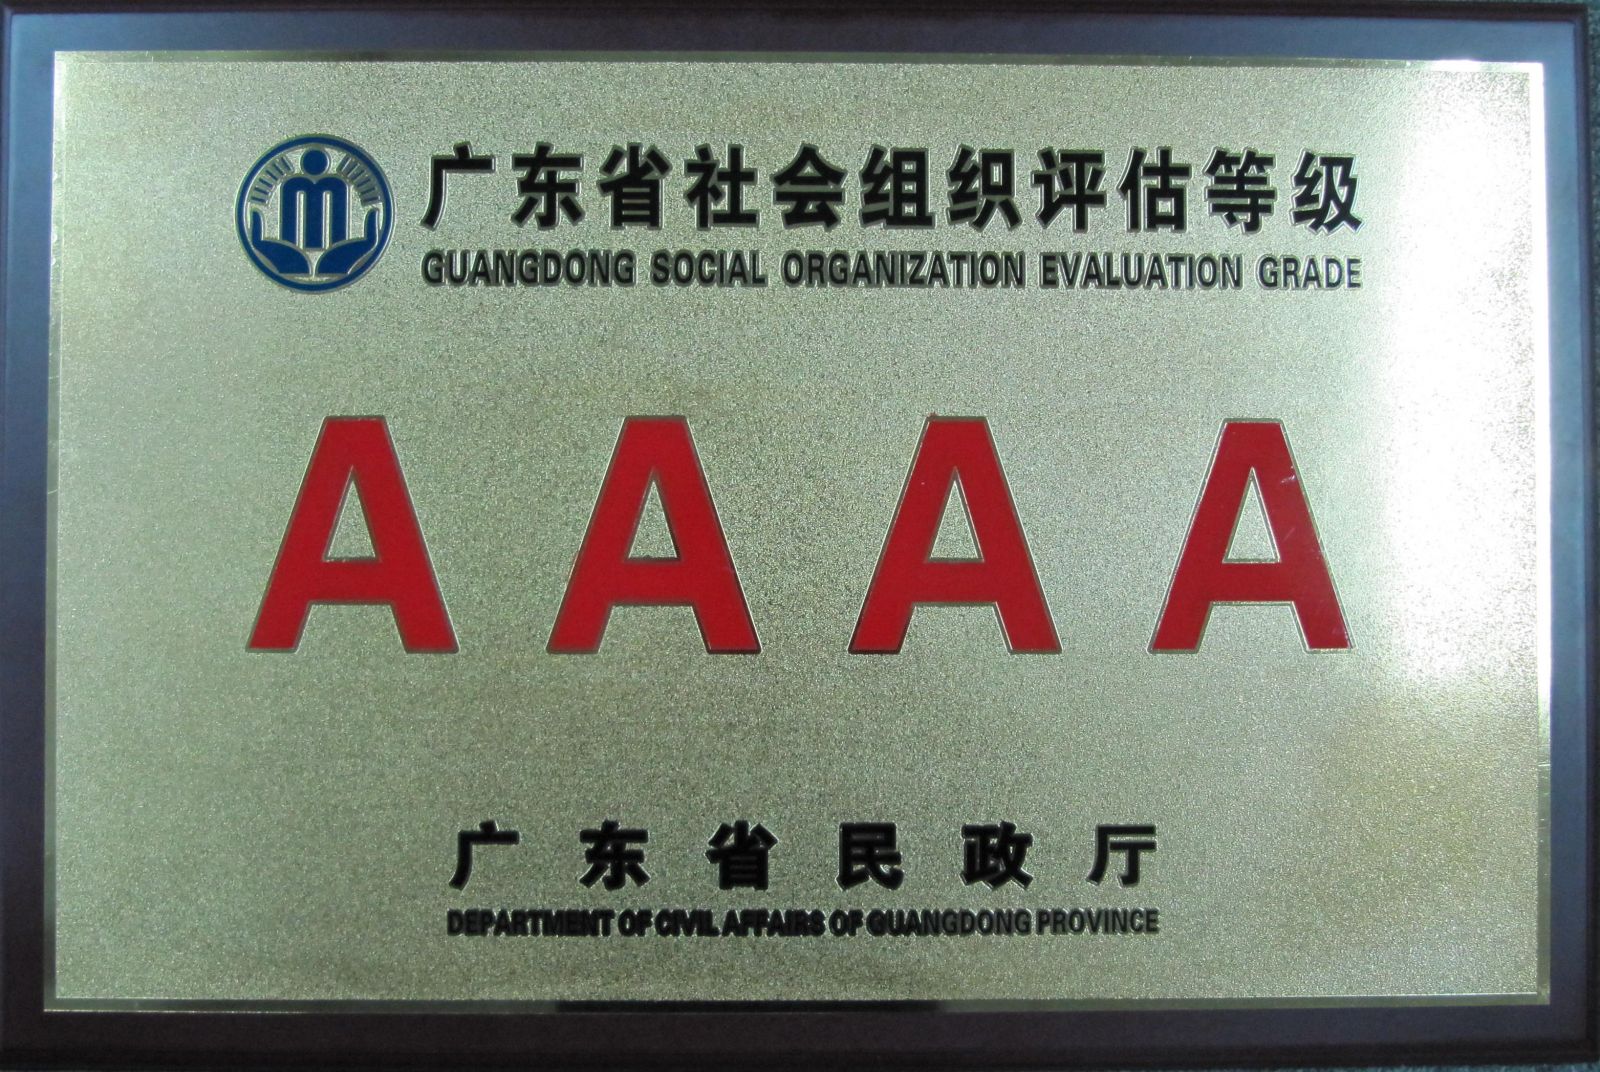 广东省社会组织评估等级
GUANGDONG SOCIAL ORGANIZATION EVALUATION GRADE
A A A A
广东省民政厅
DEPARTMENT OF CIVIL AFFAIRS OF GUANGDONG PROVINCE